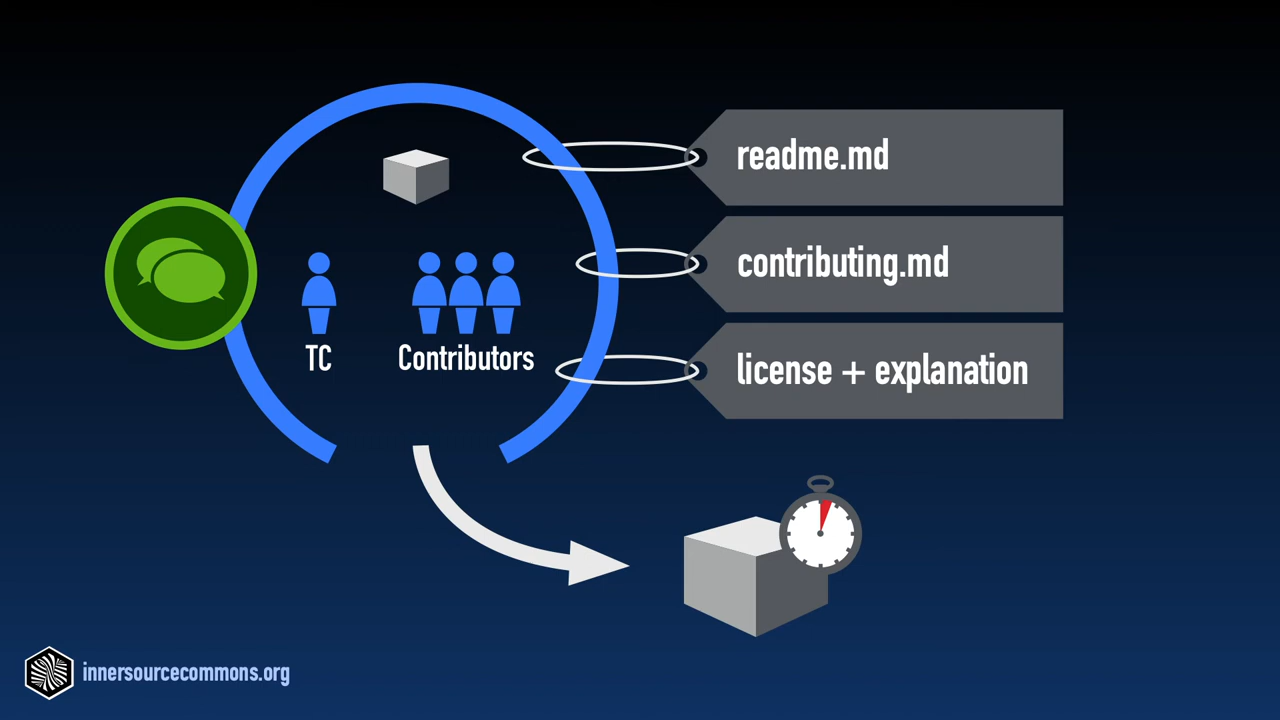 readme.md
contributing.md
TC
Contributors
license + explanation
innersourcecommons.org